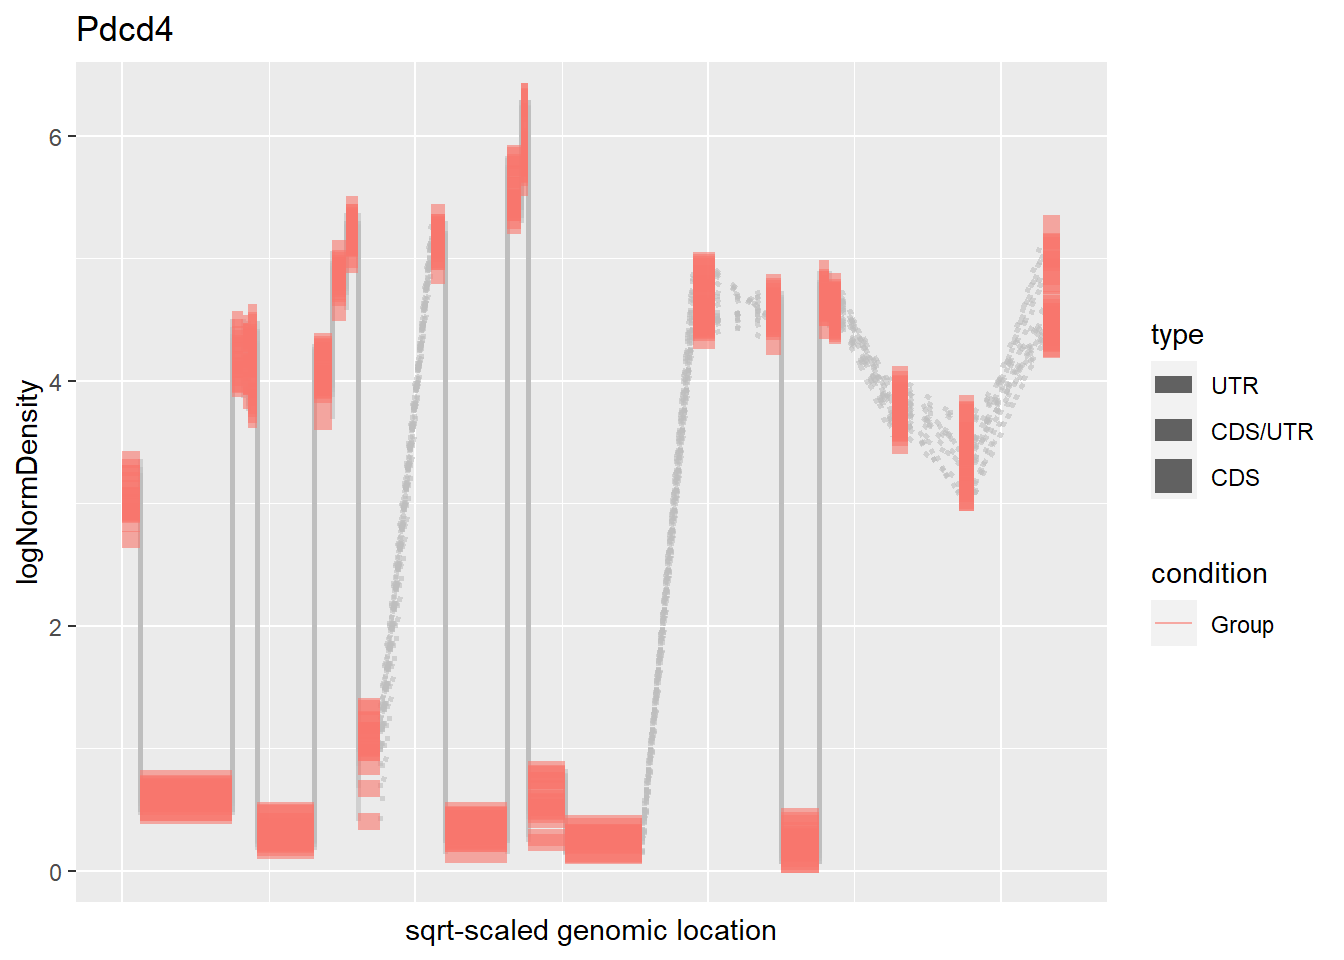 Pdcd4
logNormDensity
6
4
2
0
sqrt-scaled genomic location
type
UTR
CDS/UTR
CDS
condition
Group